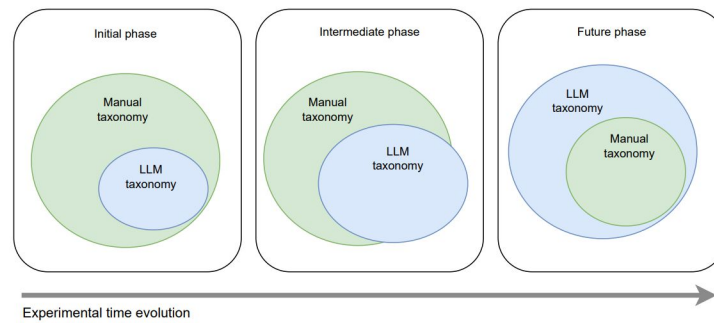 Initial phase
Manual
taxonomy
LLM
taxonomy
Intermediate phase
Manual
taxonomy
LLM
taxonomy
Future phase
LLM
taxonomy
Manual
taxonomy
Experimental time evolution